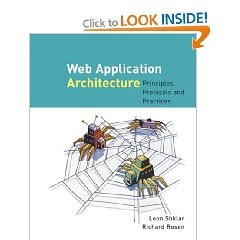 Click to LOOK INSIDE!
Web Application
Architecture
Principles,
Protocols and
Practices
Leon Shklar
Richard Rosen